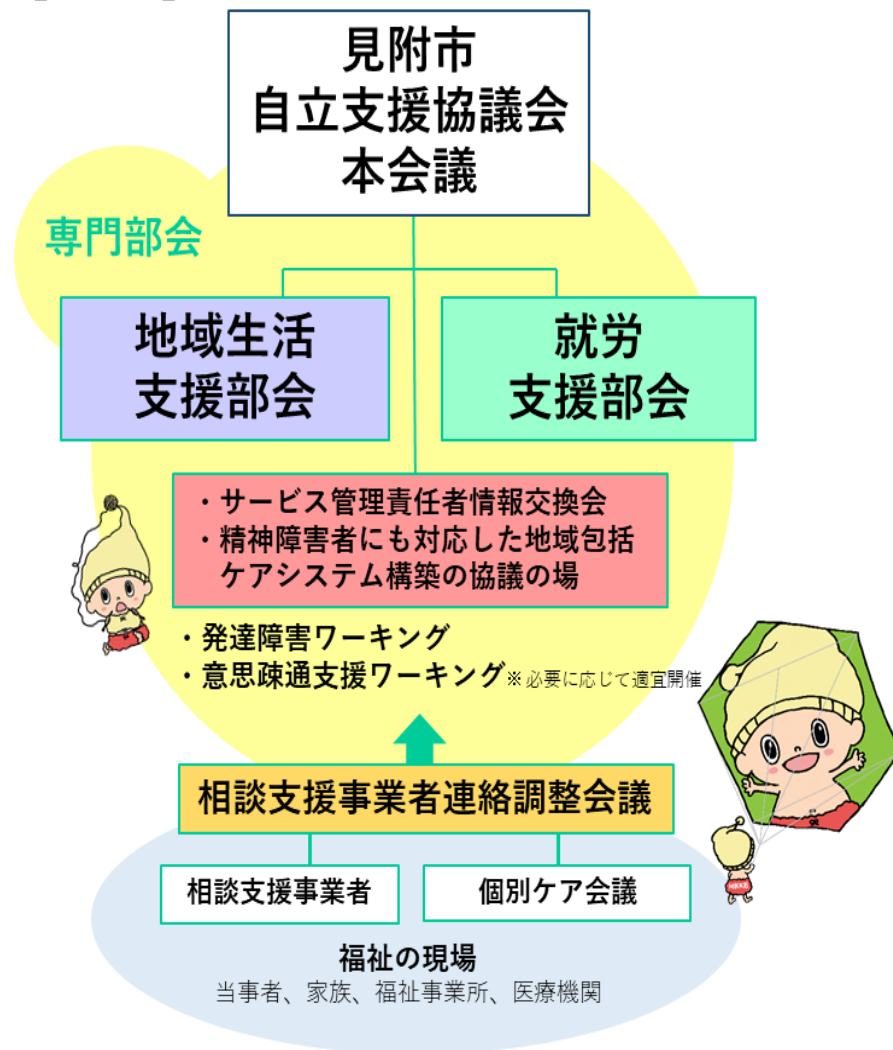 見附市
自立支援協議会
本会議
専門部会
地域生活
支援部会
就労
支援部会
・サービス管理責任者情報交換会
・精神障害者にも対応した地域包括
ケアシステム構築の協議の場
・発達障害ワーキング
・意思疎通支援ワーキング※必要に応じて適宜開催
相談支援事業者連絡調整会議
相談支援事業者
個別ケア会議
福祉の現場
当事者、家族、福祉事業所、医療機関